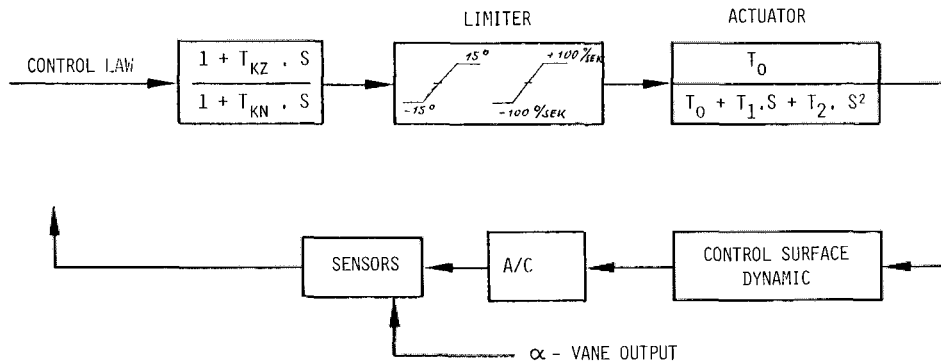 LIMITER
ACTUATOR
CONTROL LAW
1 + T_KZ . S
1 + T_KN . S
15°
-15°
+100°/SEK
-100°/SEK
T_0
T_0 + T_1.S + T_2. S²
SENSORS
A/C
CONTROL SURFACE
DYNAMIC
α - VANE OUTPUT